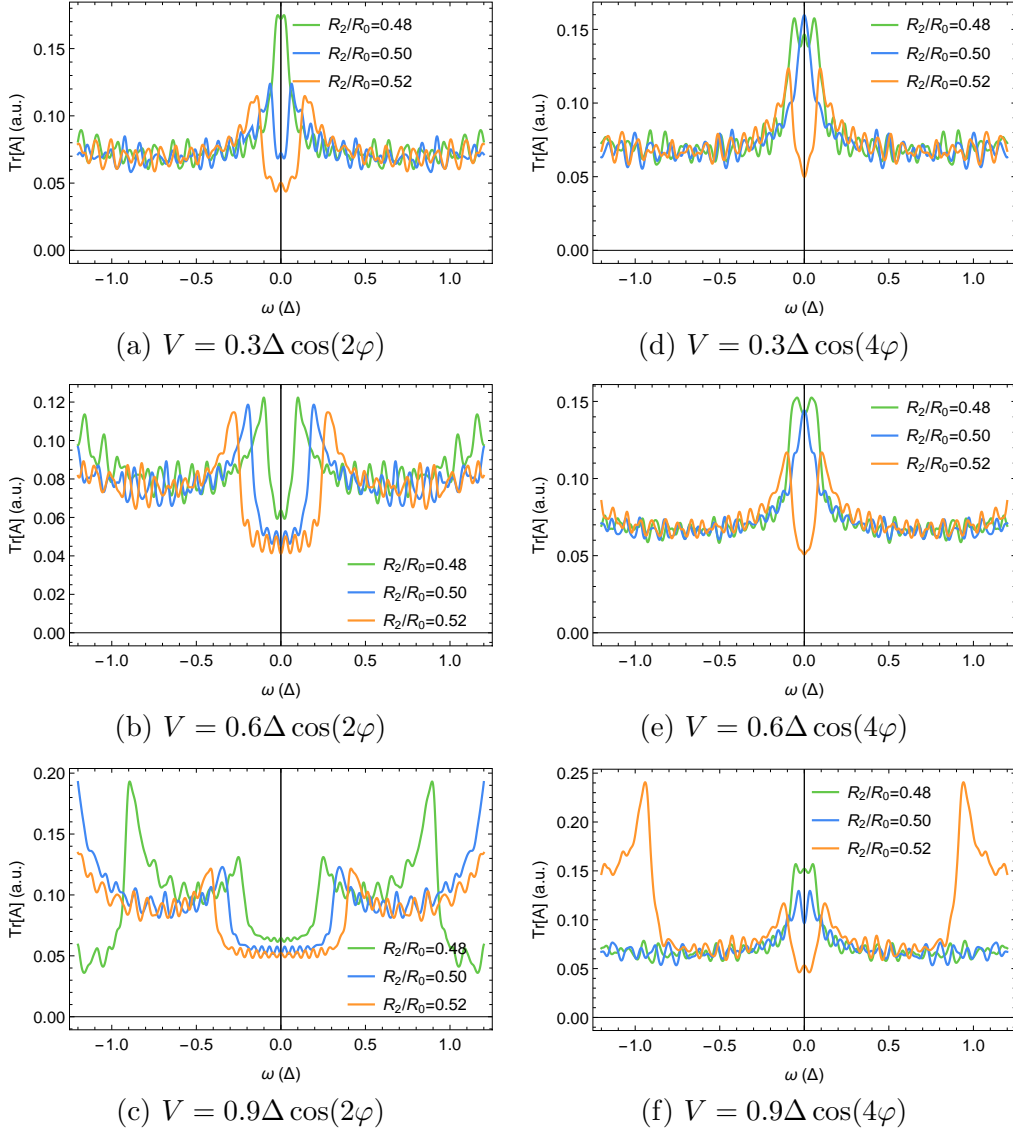 Tr[A] (a.u.)
0.15
0.10
0.05
0.00
R2/R0=0.48
R2/R0=0.50
R2/R0=0.52
−1.0 −0.5 0.0 0.5 1.0
ω (Δ)
(a) V = 0.3Δ cos(2φ)
Tr[A] (a.u.)
0.15
0.10
0.05
0.00
R2/R0=0.48
R2/R0=0.50
R2/R0=0.52
−1.0 −0.5 0.0 0.5 1.0
ω (Δ)
(d) V = 0.3Δ cos(4φ)
Tr[A] (a.u.)
0.12
0.10
0.08
0.06
0.04
0.02
0.00
R2/R0=0.48
R2/R0=0.50
R2/R0=0.52
−1.0 −0.5 0.0 0.5 1.0
ω (Δ)
(b) V = 0.6Δ cos(2φ)
Tr[A] (a.u.)
0.15
0.10
0.05
0.00
R2/R0=0.48
R2/R0=0.50
R2/R0=0.52
−1.0 −0.5 0.0 0.5 1.0
ω (Δ)
(e) V = 0.6Δ cos(4φ)
Tr[A] (a.u.)
0.20
0.15
0.10
0.05
0.00
R2/R0=0.48
R2/R0=0.50
R2/R0=0.52
−1.0 −0.5 0.0 0.5 1.0
ω (Δ)
(c) V = 0.9Δ cos(2φ)
Tr[A] (a.u.)
0.25
0.20
0.15
0.10
0.05
0.00
R2/R0=0.48
R2/R0=0.50
R2/R0=0.52
−1.0 −0.5 0.0 0.5 1.0
ω (Δ)
(f) V = 0.9Δ cos(4φ)